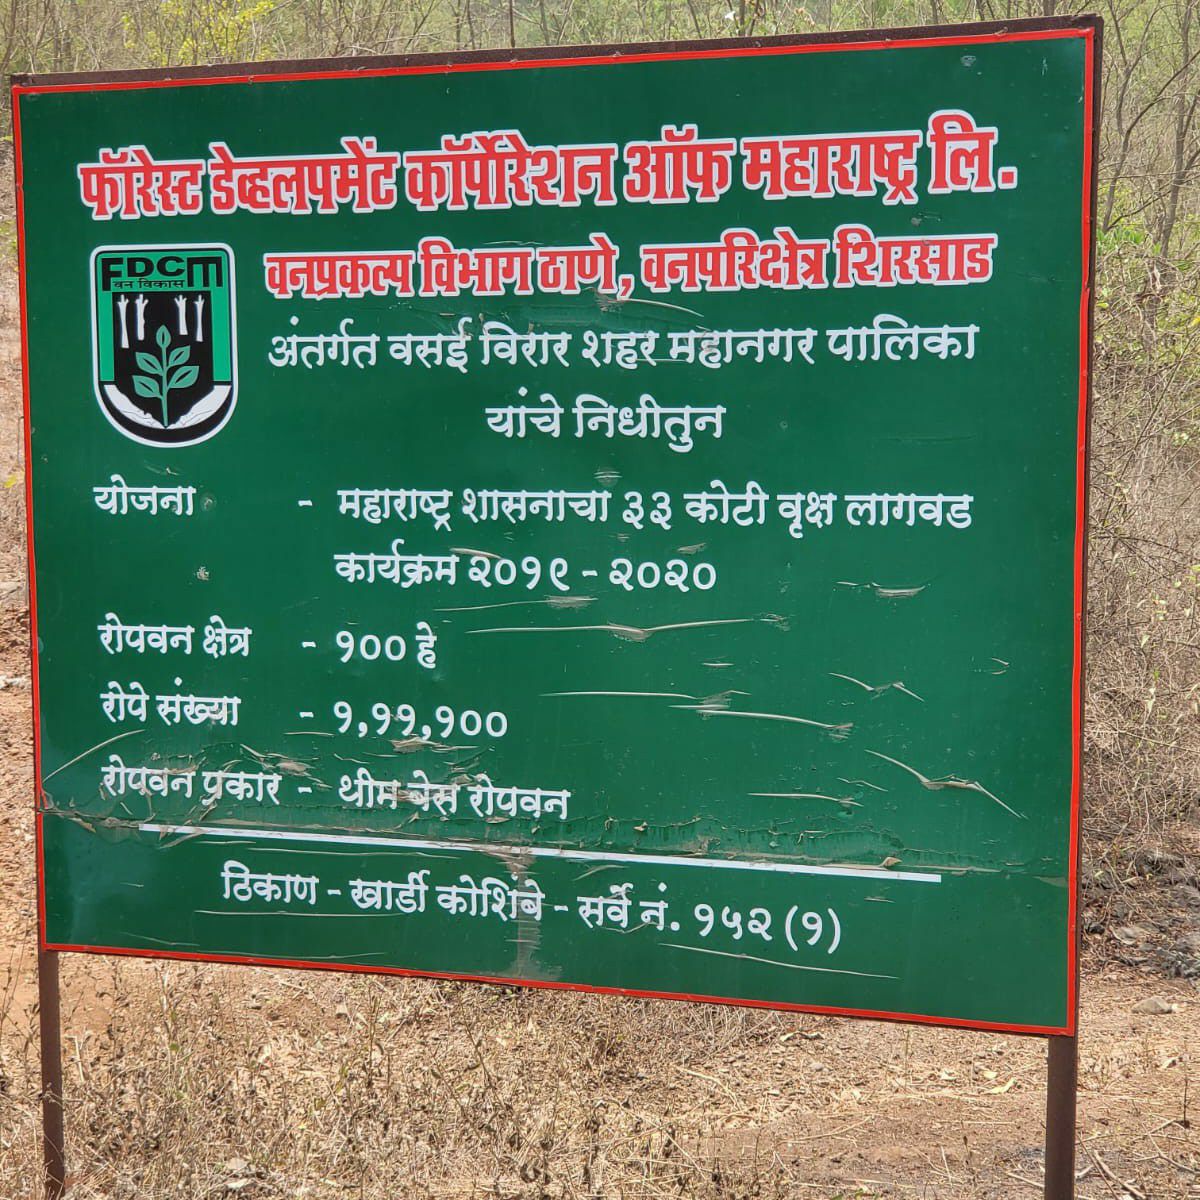 फॉरेस्ट डेव्हलपमेंट कॉर्पोरेशन ऑफ महाराष्ट्र लि.
वनप्रकल्प विभाग ठाणे, वनपरिक्षेत्र शिरसाड
FDCM
वन विकास
अंतर्गत वसई विरार शहर महानगर पालिका
यांचे निधीतुन
योजना - महाराष्ट्र शासनाचा ३३ कोटी वृक्ष लागवड
कार्यक्रम २०१९ - २०२०
रोपवन क्षेत्र - १०० हे
रोपे संख्या - १,११,१००
रोपवन प्रकार - थीम बेस रोपवन
ठिकाण - खार्डी कोशिंबे - सर्वे नं. १५२ (१)